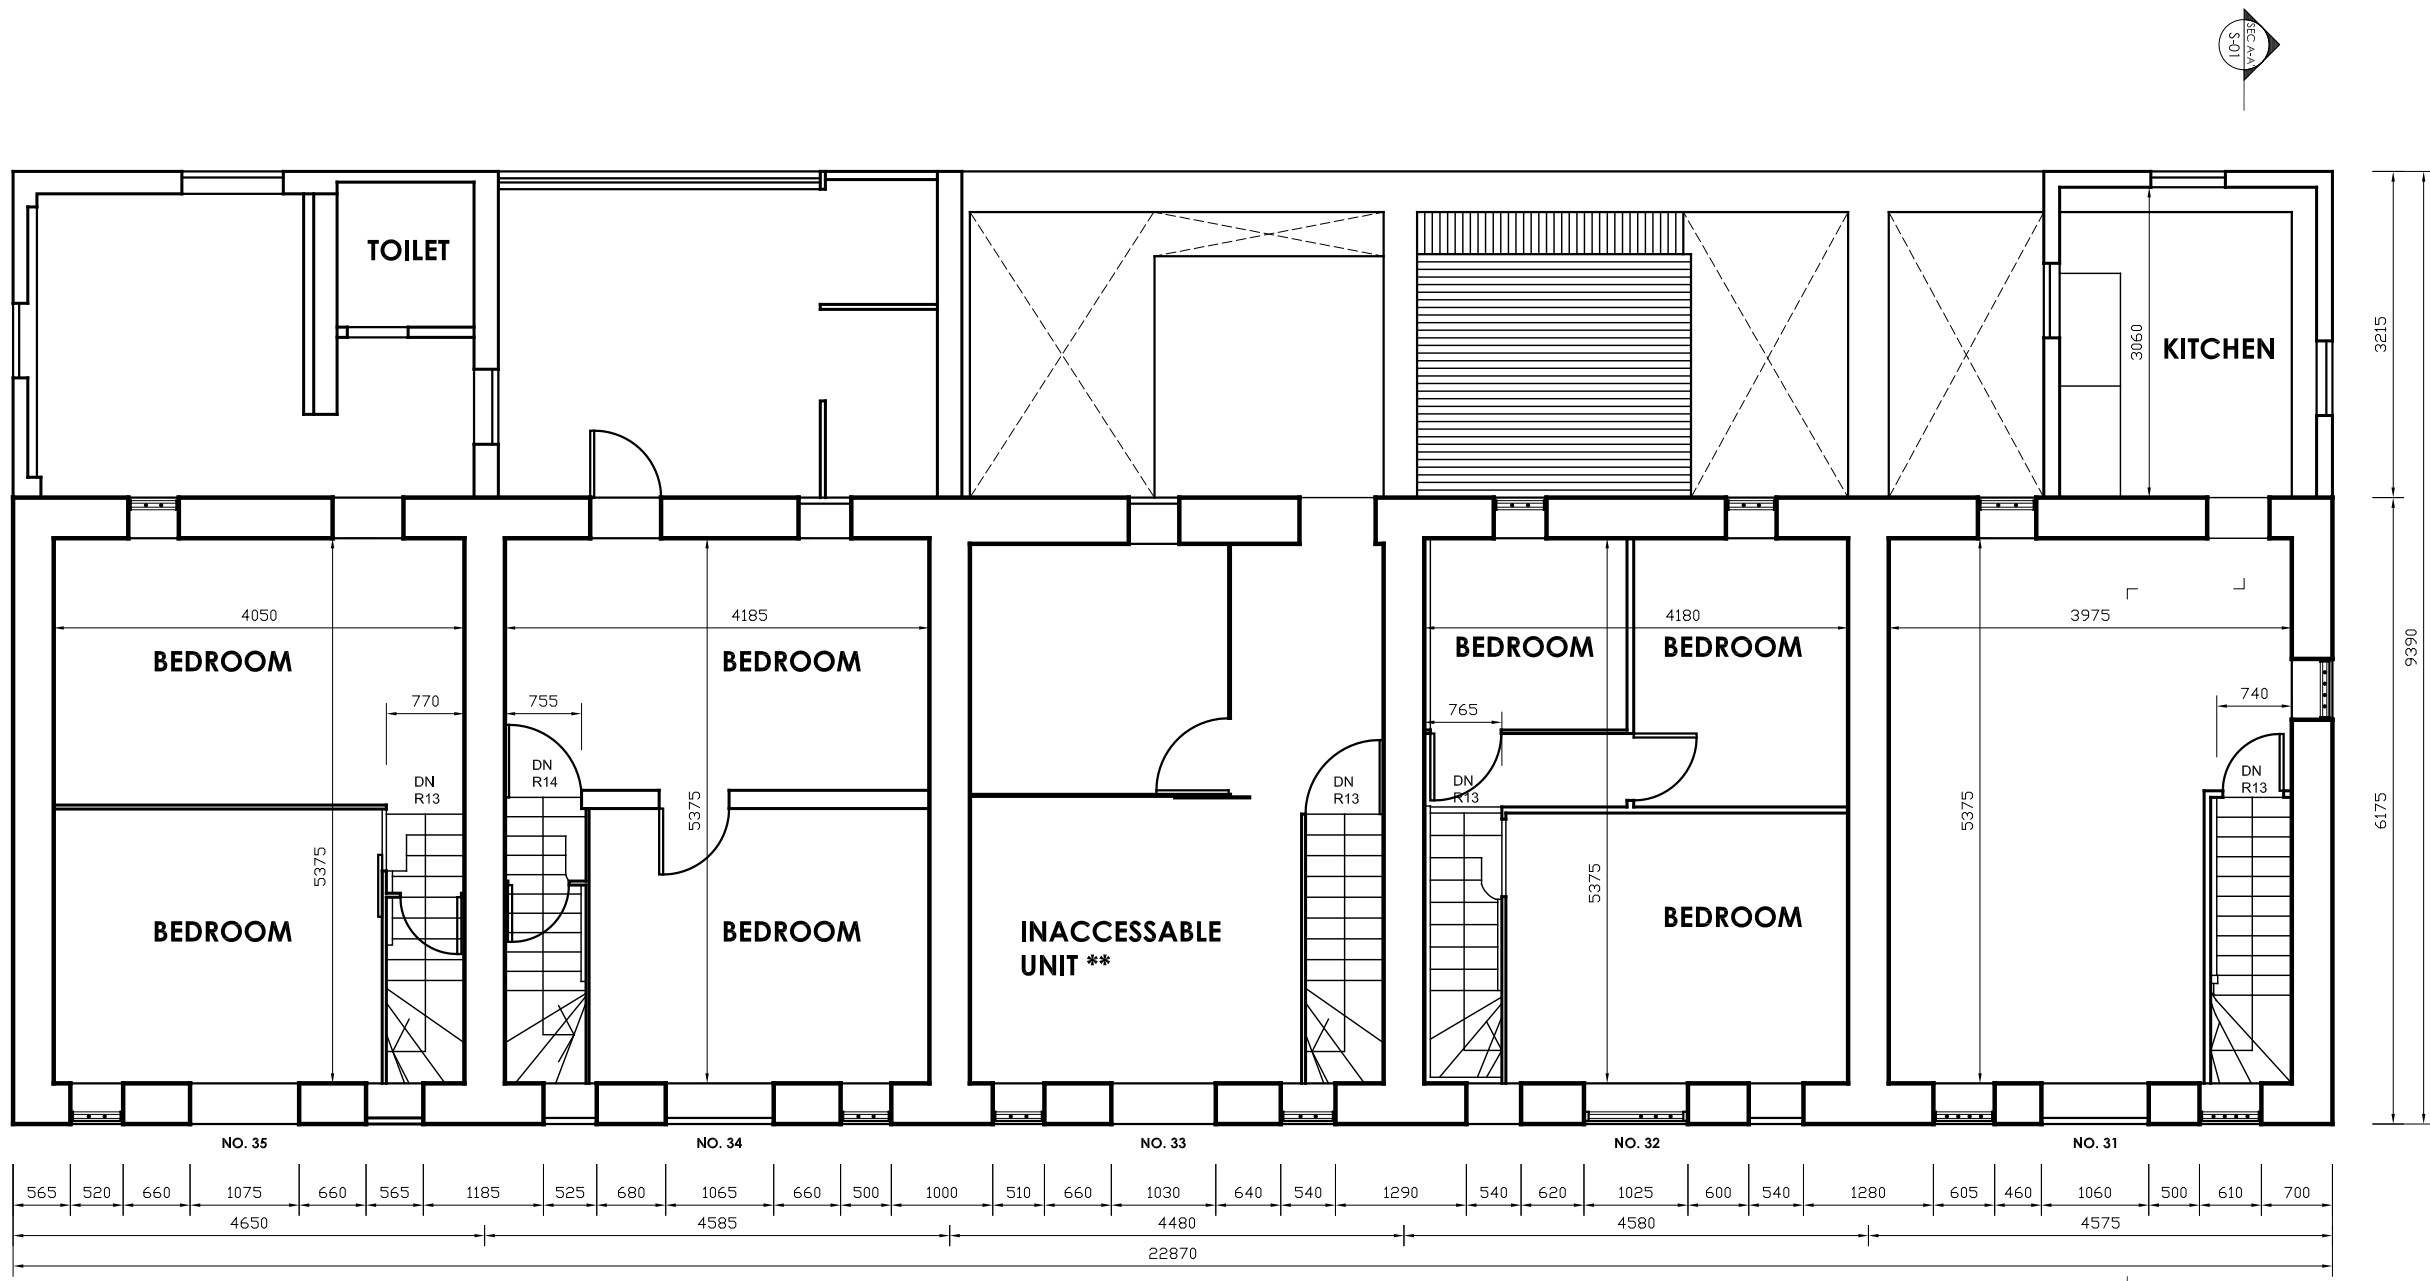 SEC A-A
S-01
TOILET
KITCHEN
3060
3215
9390
6175
4050
4185
4180
3975
BEDROOM
BEDROOM
BEDROOM
BEDROOM
770
755
765
740
DN
R13
DN
R14
DN
R13
DN
R13
DN
R13
5375
5375
5375
5375
BEDROOM
BEDROOM
INACCESSABLE
UNIT **
BEDROOM
NO. 35
NO. 34
NO. 33
NO. 32
NO. 31
565 520 660 1075 660 565 1185 525 680 1065 660 500 1000 510 660 1030 640 540 1290 540 620 1025 600 540 1280 605 460 1060 500 610 700
4650 4585 4480 4580 4575
22870